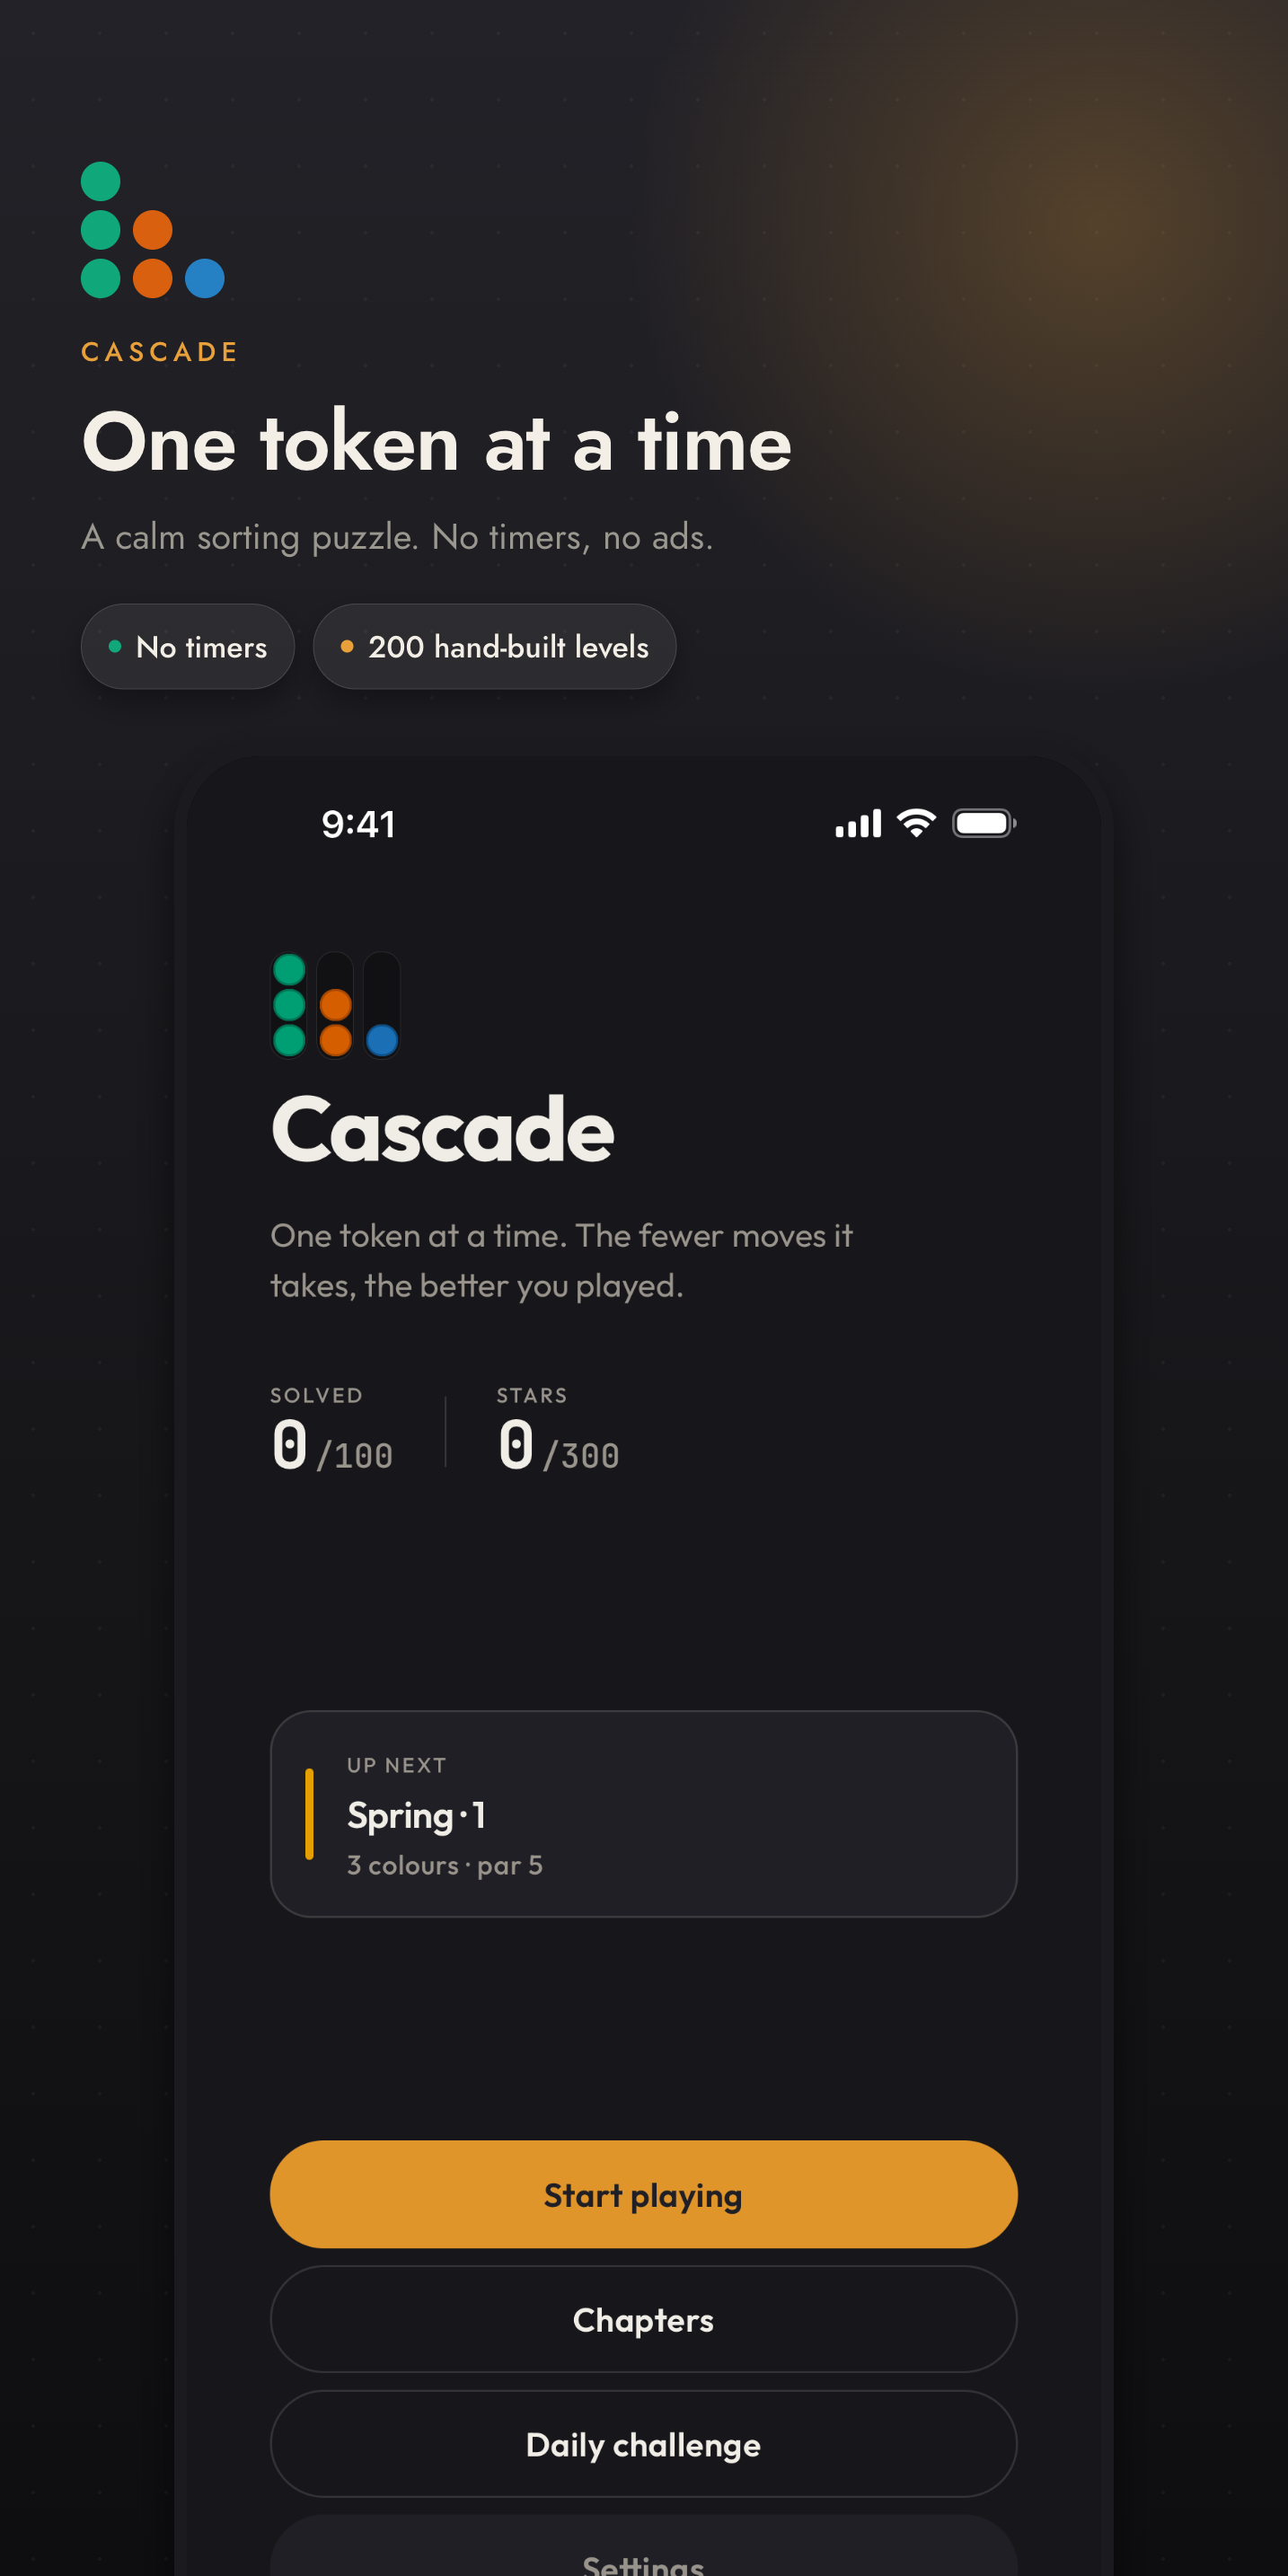 CASCADE
One token at a time
A calm sorting puzzle. No timers, no ads.
No timers
200 hand-built levels
9:41
Cascade
One token at a time. The fewer moves it
takes, the better you played.
SOLVED
0/100
STARS
0/300
UP NEXT
Spring · 1
3 colours · par 5
Start playing
Chapters
Daily challenge
Settings